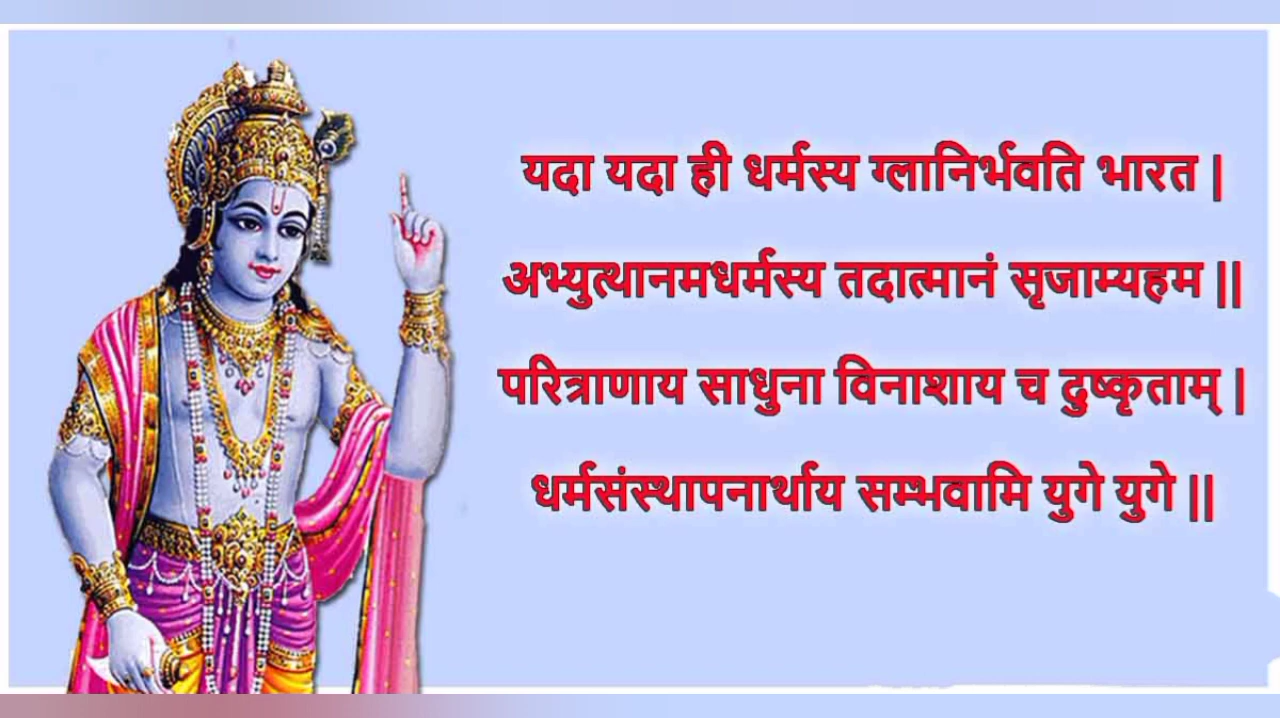 यदा यदा ही धर्मस्य ग्लानिर्भवति भारत |
अभ्युत्थानमधर्मस्य तदात्मानं सृजाम्यहम ||
परित्राणाय साधुना विनाशाय च दुष्कृताम् |
धर्मसंस्थापनार्थाय सम्भवामि युगे युगे ||